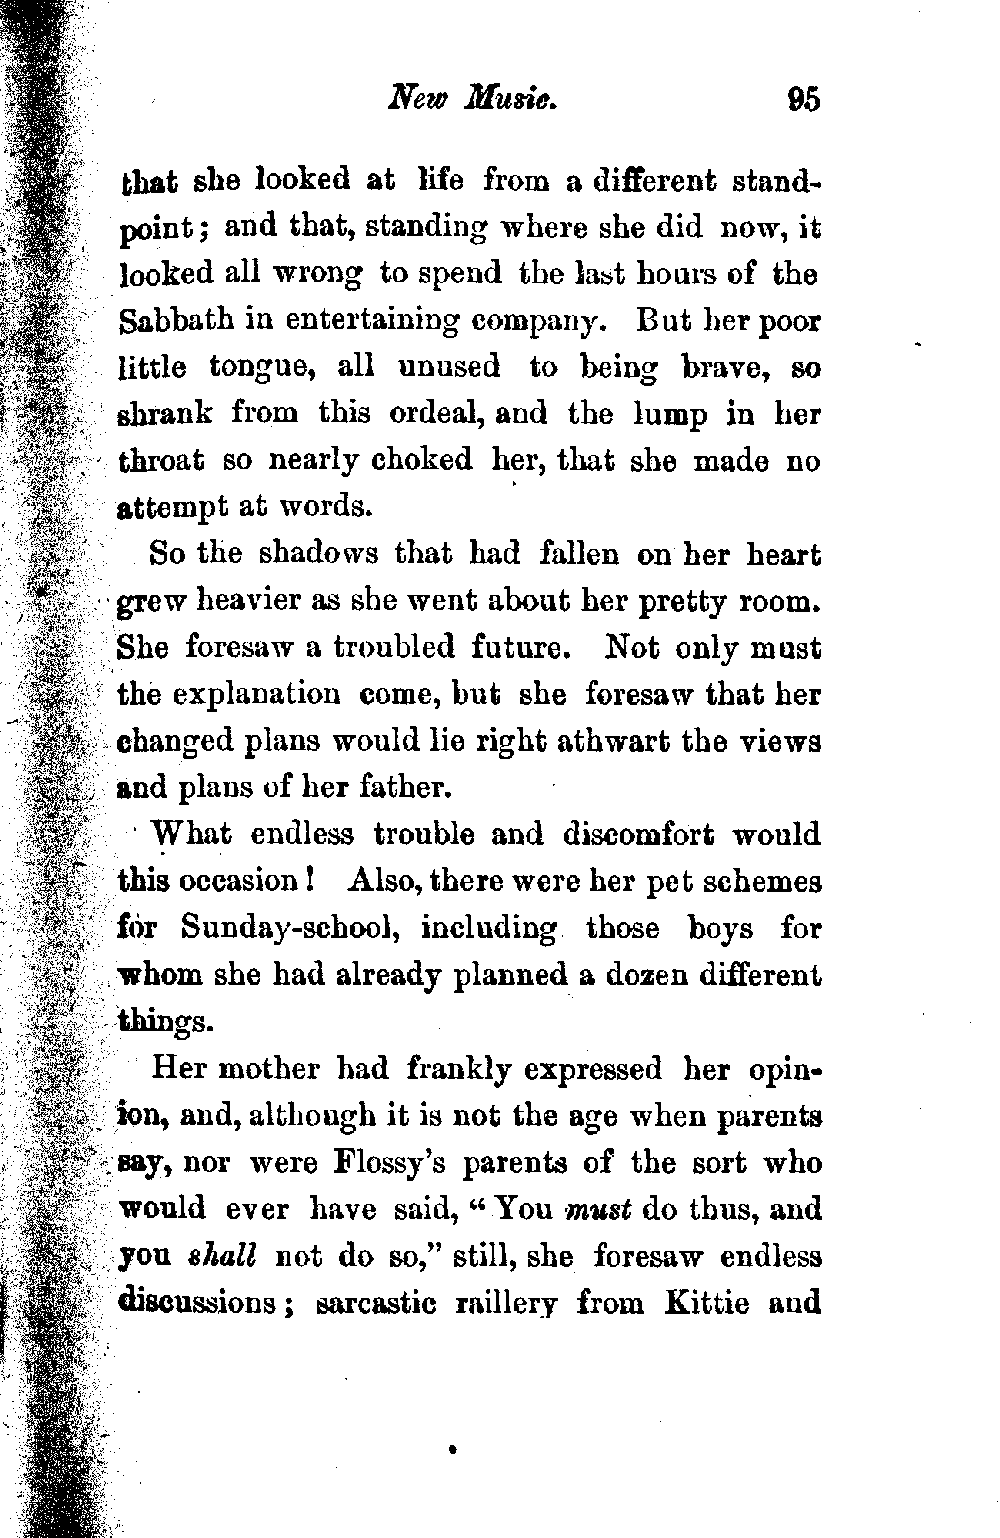 New Music. 95
that she looked at life from a different stand-
point; and that, standing where she did now, it
looked all wrong to spend the last hours of the
Sabbath in entertaining company. But her poor
little tongue, all unused to being brave, so
shrank from this ordeal, and the lump in her
throat so nearly choked her, that she made no
attempt at words.
So the shadows that had fallen on her heart
grew heavier as she went about her pretty room.
She foresaw a troubled future. Not only must
the explanation come, but she foresaw that her
changed plans would lie right athwart the views
and plans of her father.
What endless trouble and discomfort would
this occasion! Also, there were her pet schemes
for Sunday-school, including those boys for
whom she had already planned a dozen different
things.
Her mother had frankly expressed her opin-
ion, and, although it is not the age when parents
say, nor were Flossy's parents of the sort who
would ever have said, "You must do thus, and
you shall not do so," still, she foresaw endless
discussions; sarcastic raillery from Kittie and